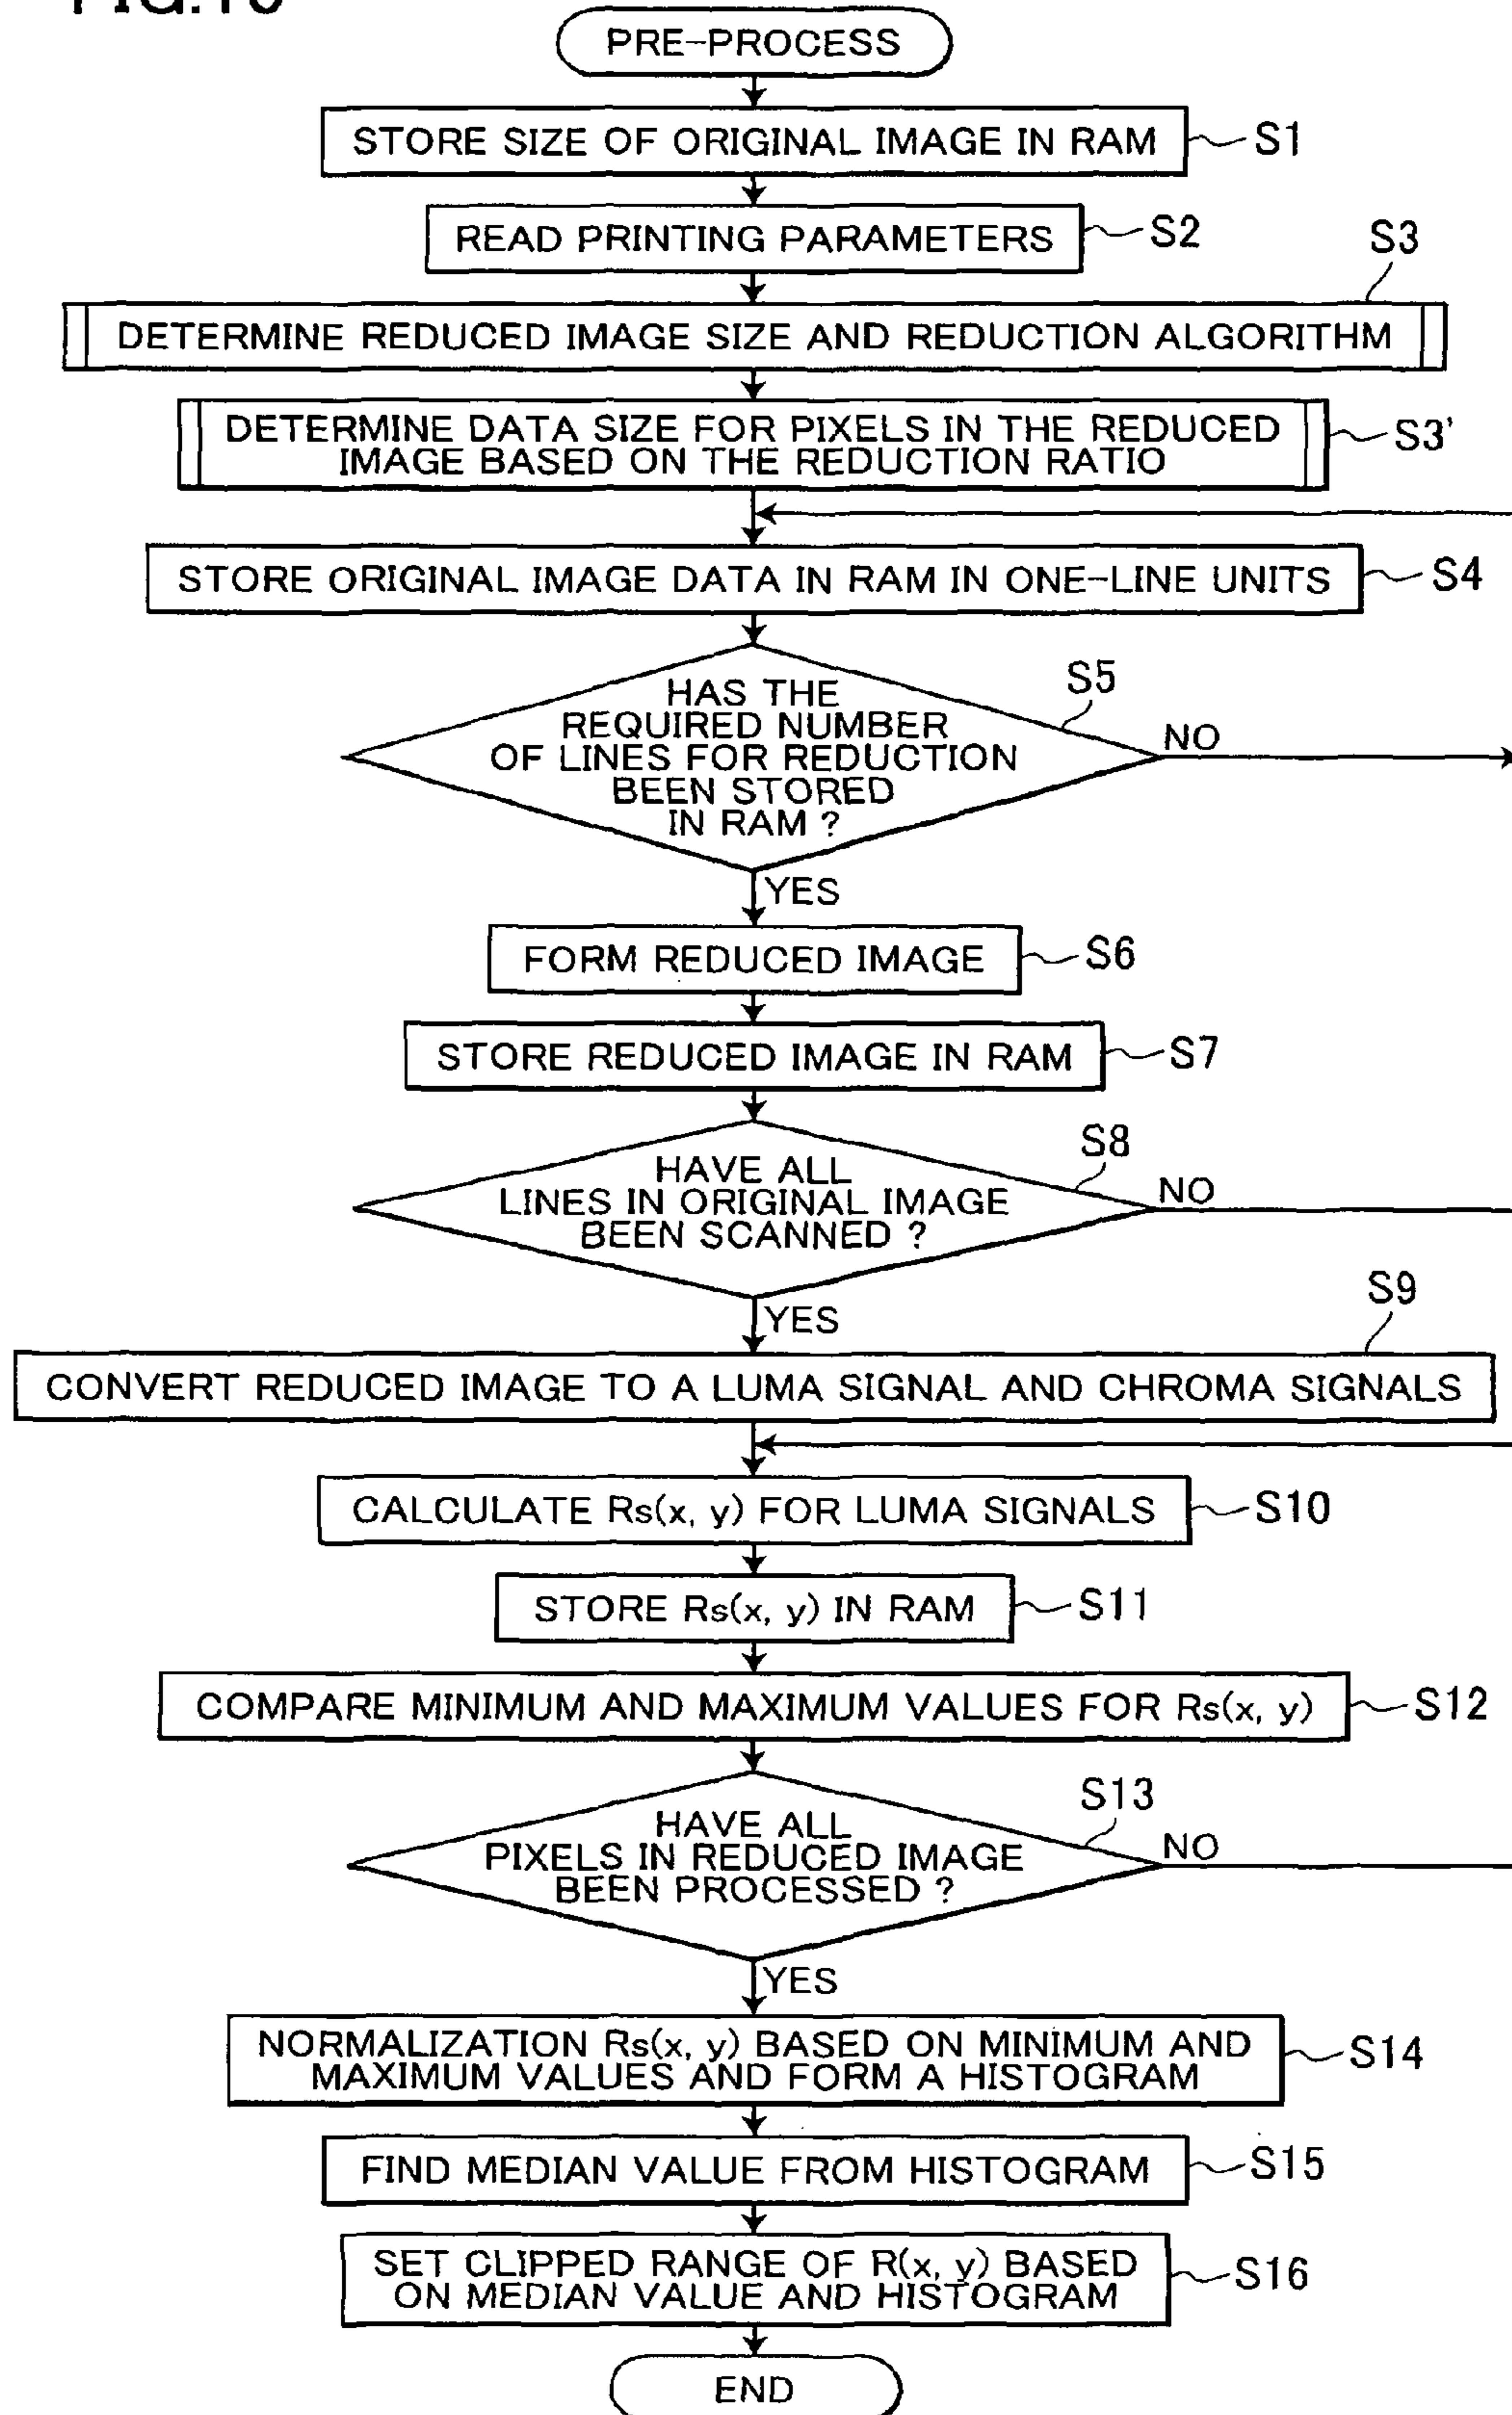 PRE-PROCESS
STORE SIZE OF ORIGINAL IMAGE IN RAM
S1
READ PRINTING PARAMETERS
S2
S3
DETERMINE REDUCED IMAGE SIZE AND REDUCTION ALGORITHM
DETERMINE DATA SIZE FOR PIXELS IN THE REDUCED
IMAGE BASED ON THE REDUCTION RATIO
S3'
STORE ORIGINAL IMAGE DATA IN RAM IN ONE-LINE UNITS
S4
S5
HAS THE
REQUIRED NUMBER
OF LINES FOR REDUCTION
BEEN STORED
IN RAM ?
NO
YES
FORM REDUCED IMAGE
S6
STORE REDUCED IMAGE IN RAM
S7
S8
HAVE ALL
LINES IN ORIGINAL IMAGE
BEEN SCANNED ?
NO
YES
S9
CONVERT REDUCED IMAGE TO A LUMA SIGNAL AND CHROMA SIGNALS
CALCULATE Rs(x, y) FOR LUMA SIGNALS
S10
STORE Rs(x, y) IN RAM
S11
COMPARE MINIMUM AND MAXIMUM VALUES FOR Rs(x, y)
S12
S13
HAVE ALL
PIXELS IN REDUCED IMAGE
BEEN PROCESSED ?
NO
YES
NORMALIZATION Rs(x, y) BASED ON MINIMUM AND
MAXIMUM VALUES AND FORM A HISTOGRAM
S14
FIND MEDIAN VALUE FROM HISTOGRAM
S15
SET CLIPPED RANGE OF R(x, y) BASED
ON MEDIAN VALUE AND HISTOGRAM
S16
END